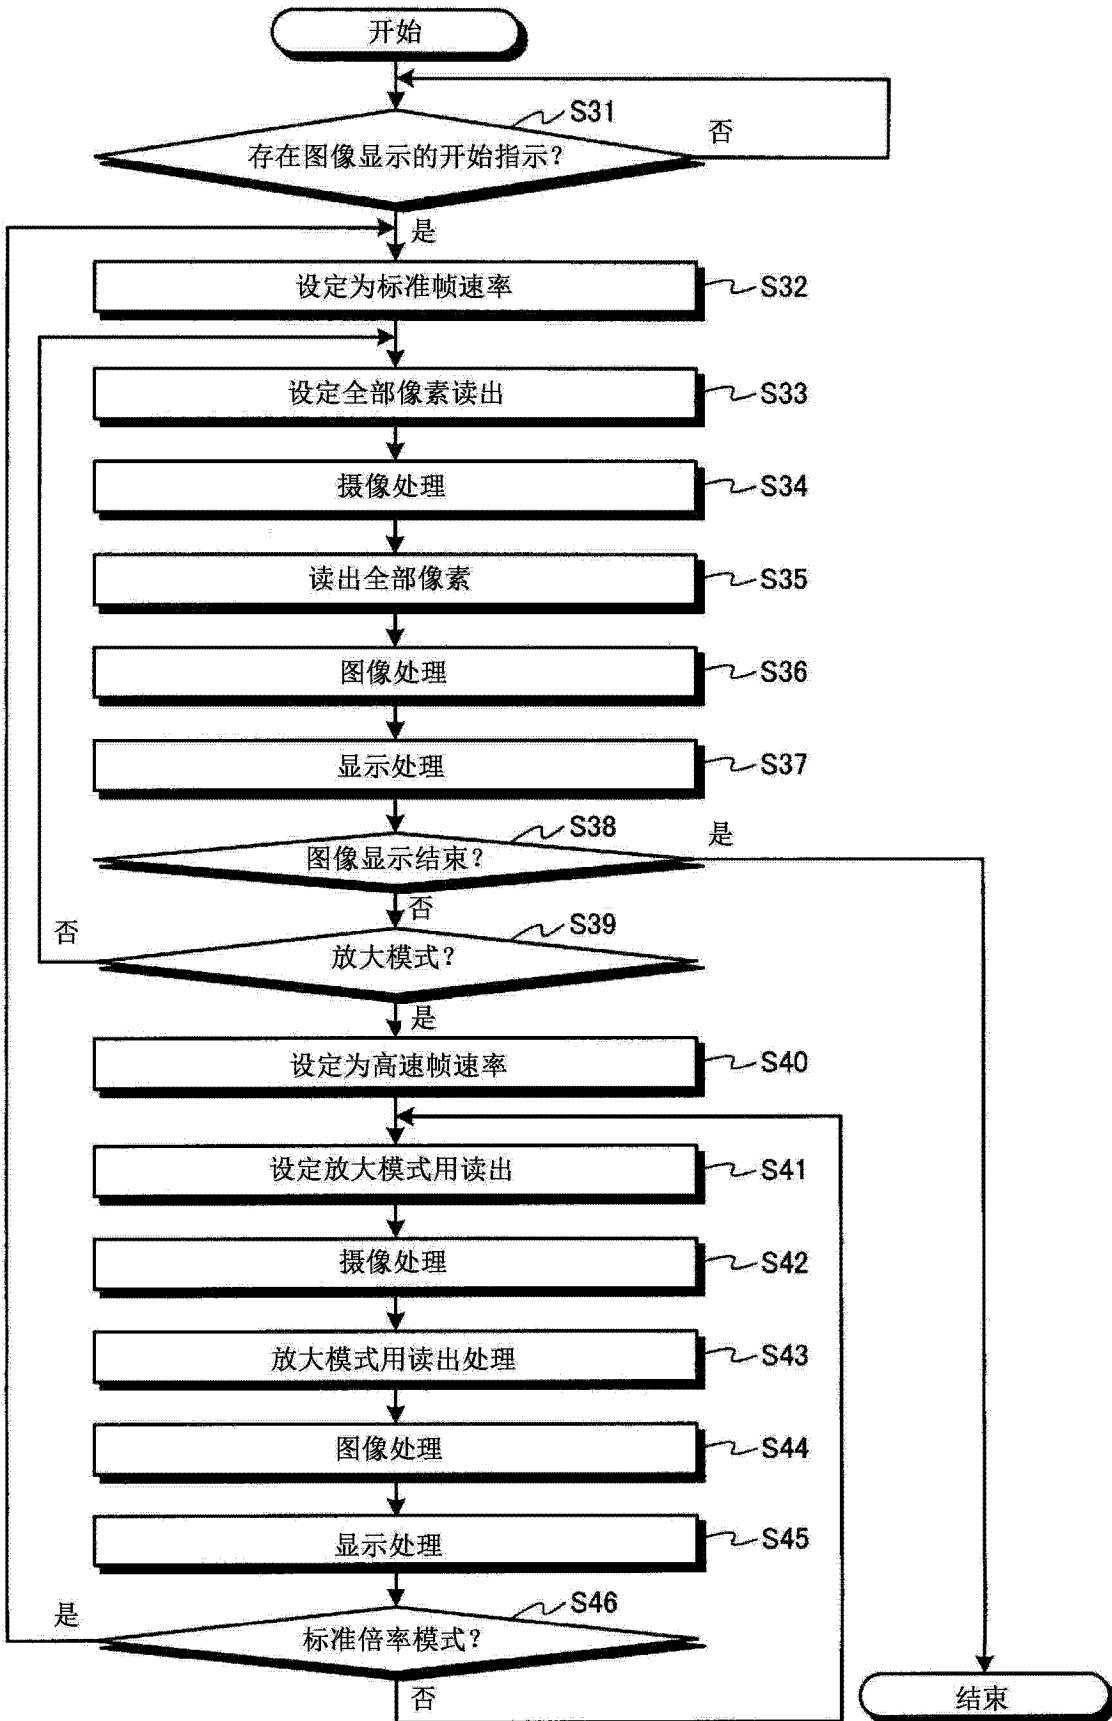 开始
S31
存在图像显示的开始指示?
否
是
设定为标准帧速率
S32
设定全部像素读出
S33
摄像处理
S34
读出全部像素
S35
图像处理
S36
显示处理
S37
S38
图像显示结束?
是
否
S39
放大模式?
否
是
设定为高速帧速率
S40
设定放大模式用读出
S41
摄像处理
S42
放大模式用读出处理
S43
图像处理
S44
显示处理
S45
S46
标准倍率模式?
是
否
结束